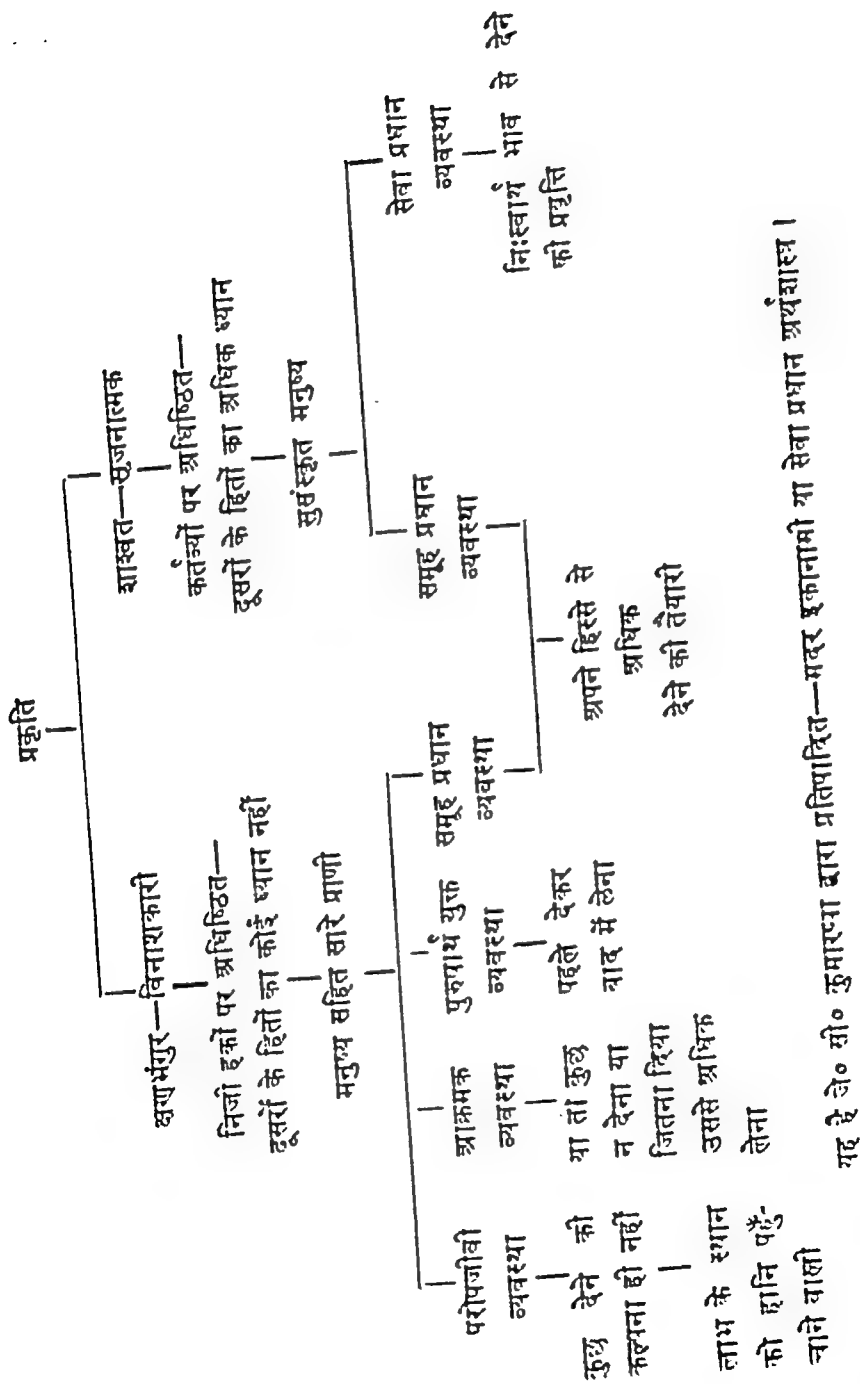 प्रकृति
क्षणभंगुर—विनाशकारी
निजी हकों पर अधिष्ठित—
दूसरों के हितों का कोई ध्यान नहीं
मनुष्य सहित सारे प्राणी
परोपजीवी
व्यवस्था
कुछ देने की
कल्पना ही नहीं
लाभ के स्थान
को हानि पहुँ-
चाने वाली
आक्रमक
व्यवस्था
या तो कुछ
न देना या
जितना दिया
उससे अधिक
लेना
पुरुषार्थ युक्त
व्यवस्था
पहले देकर
बाद में लेना
समूह प्रधान
व्यवस्था
शाश्वत—सृजनात्मक
कर्तव्यों पर अधिष्ठित—
दूसरों के हितों का अधिक ध्यान
सुसंस्कृत मनुष्य
समूह प्रधान
व्यवस्था
अपने हिस्से से
अधिक
देने की तैयारी
सेवा प्रधान
व्यवस्था
निःस्वार्थ भाव से देने
की प्रवृत्ति
यह है जे० सी० कुमारप्पा द्वारा प्रतिपादित—मदर इकानामी या सेवा प्रधान अर्थशास्त्र ।